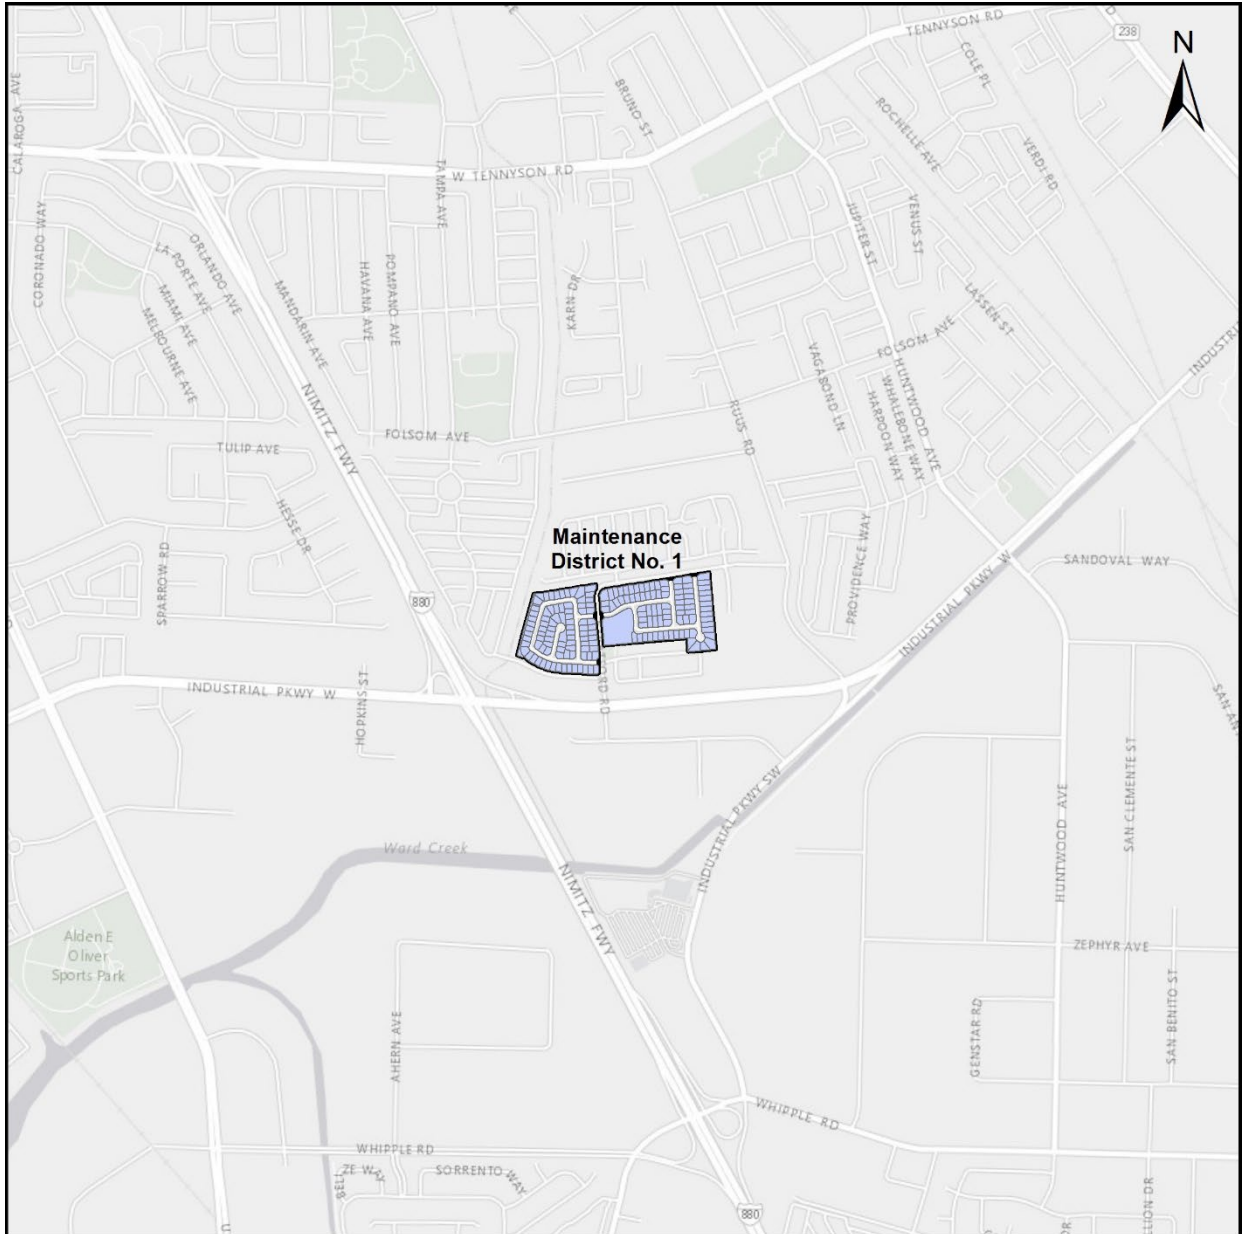 TENNYSON RD
238
N
CALAROGA AVE
BRUNO ST
COLE PL
ROCHELLE AVE
VERDI RD
W TENNYSON RD
TAMPA AVE
CORONADO WAY
ORLANDO AVE
LA PORTE AVE
MIAMI AVE
MELBOURNE AVE
MANDARIN AVE
HAVANA AVE
POMPANO AVE
KARN DR
JUPITER ST
VENUS ST
LASSEN ST
FOLSOM AVE
VAGABOND LN
HUNTWOOD AVE
WHALEBONE WAY
HARPOON WAY
NIMITZ FWY
RUUS RD
FOLSOM AVE
TULIP AVE
HESSE DR
SPARROW RD
PROVIDENCE WAY
Maintenance
District No. 1
SANDOVAL WAY
880
INDUSTRIAL PKWY W
INDUSTRIAL PKWY W
HOPKINS ST
INDUSTRIAL PKWY SW
HUNTWOOD AVE
SAN CLEMENTE ST
Ward Creek
NIMITZ FWY
Alden E
Oliver
Sports Park
ZEPHYR AVE
AHERN AVE
GENSTAR RD
SAN BENITO ST
WHIPPLE RD
WHIPPLE RD
SORRENTO WAY
880